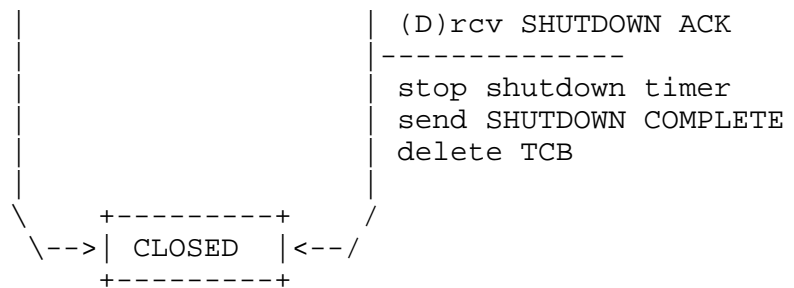 |                    | (D)rcv SHUTDOWN ACK
|                    |--------------
|                    | stop shutdown timer
|                    | send SHUTDOWN COMPLETE
|                    | delete TCB
|                    |
\    +---------+    /
 \-->| CLOSED  |<--/
     +---------+